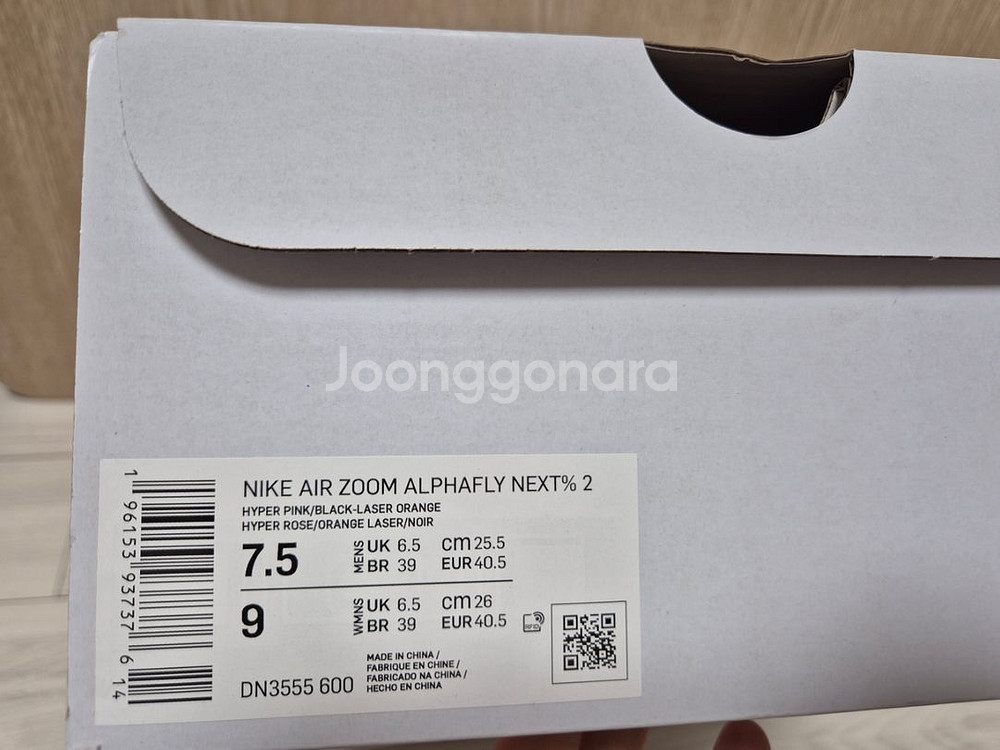 Joonggonara
NIKE AIR ZOOM ALPHAFLY NEXT% 2
HYPER PINK/BLACK-LASER ORANGE
HYPER ROSE/ORANGE LASER/NOIR
7.5 MENS UK 6.5 cm 25.5
BR 39 EUR 40.5
9 WMNS UK 6.5 cm 26
BR 39 EUR 40.5
RFID
MADE IN CHINA /
FABRIQUE EN CHINE /
FABRICADO NA CHINA /
HECHO EN CHINA
DN3555 600
1 96153 93737 6 14